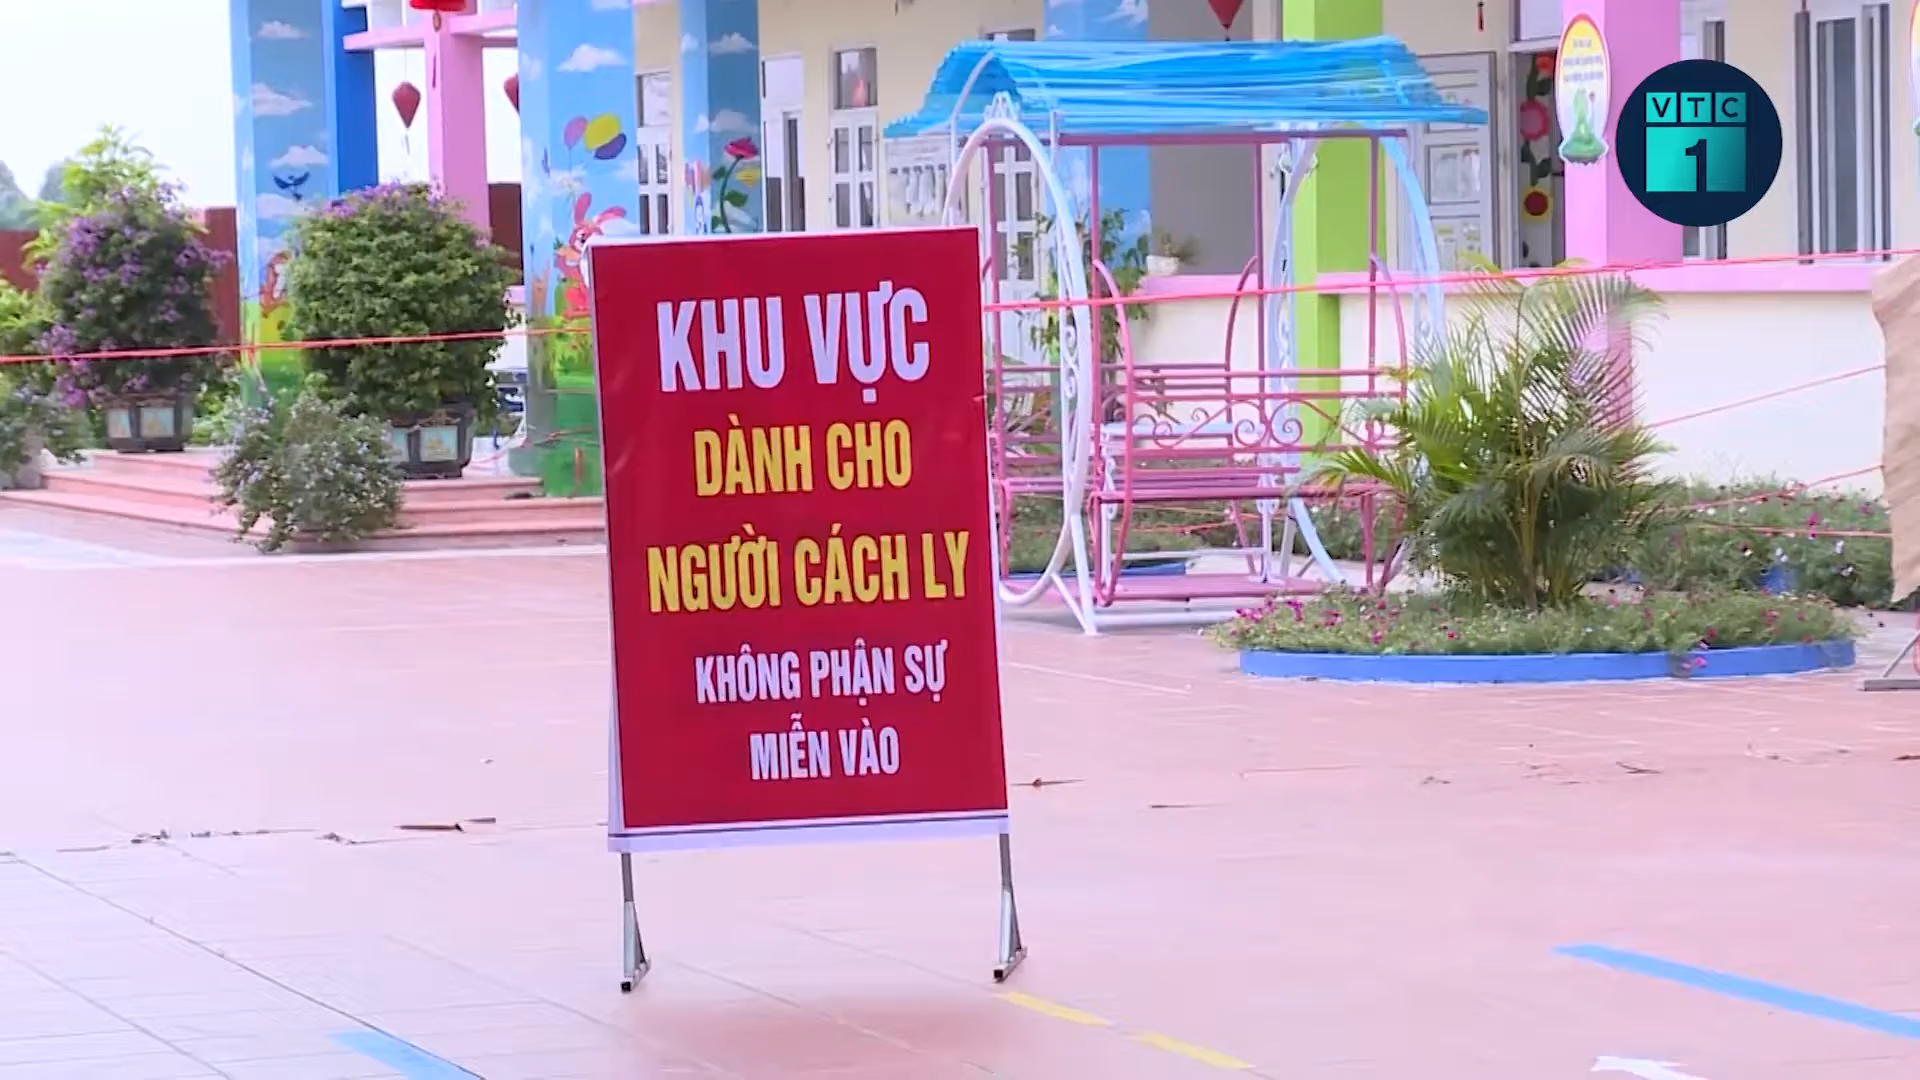 KHU VỰC
DÀNH CHO
NGƯỜI CÁCH LY
KHÔNG PHẬN SỰ
MIỄN VÀO
VTC
1